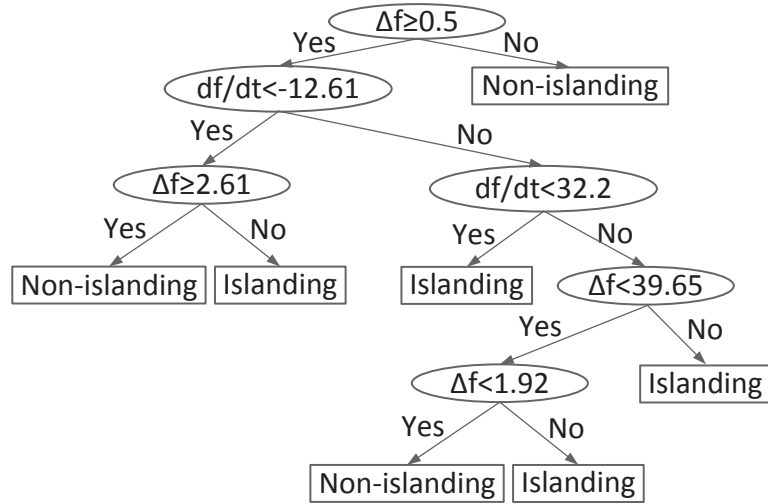 Δf≥0.5
Yes
No
df/dt<-12.61
Non-islanding
Yes
No
Δf≥2.61
df/dt<32.2
Yes
No
Yes
No
Non-islanding
Islanding
Islanding
Δf<39.65
Yes
No
Δf<1.92
Islanding
Yes
No
Non-islanding
Islanding